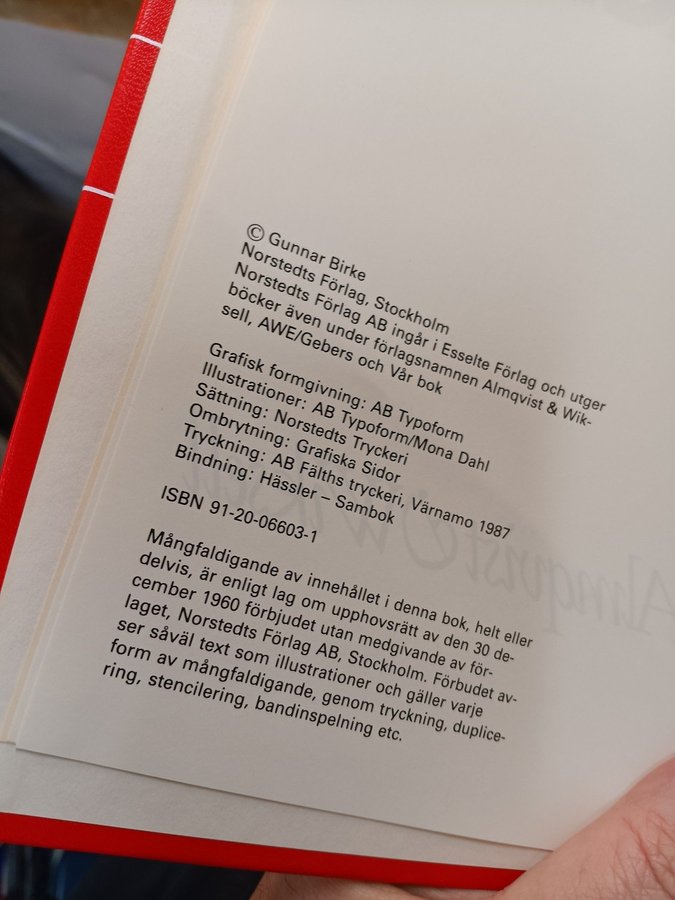 © Gunnar Birke
Norstedts Förlag, Stockholm
Norstedts Förlag AB ingår i Esselte Förlag och utger
böcker även under förlagsnamnen Almqvist & Wik-
sell, AWE/Gebers och Vår bok
Grafisk formgivning: AB Typoform
Illustrationer: AB Typoform/Mona Dahl
Sättning: Norstedts Tryckeri
Ombrytning: Grafiska Sidor
Tryckning: AB Fälths tryckeri, Värnamo 1987
Bindning: Hässler – Sambok
ISBN 91-20-06603-1
Mångfaldigande av innehållet i denna bok, helt eller
delvis, är enligt lag om upphovsrätt av den 30 de-
cember 1960 förbjudet utan medgivande av för-
laget, Norstedts Förlag AB, Stockholm. Förbudet av-
ser såväl text som illustrationer och gäller varje
form av mångfaldigande, genom tryckning, duplice-
ring, stencilering, bandinspelning etc.